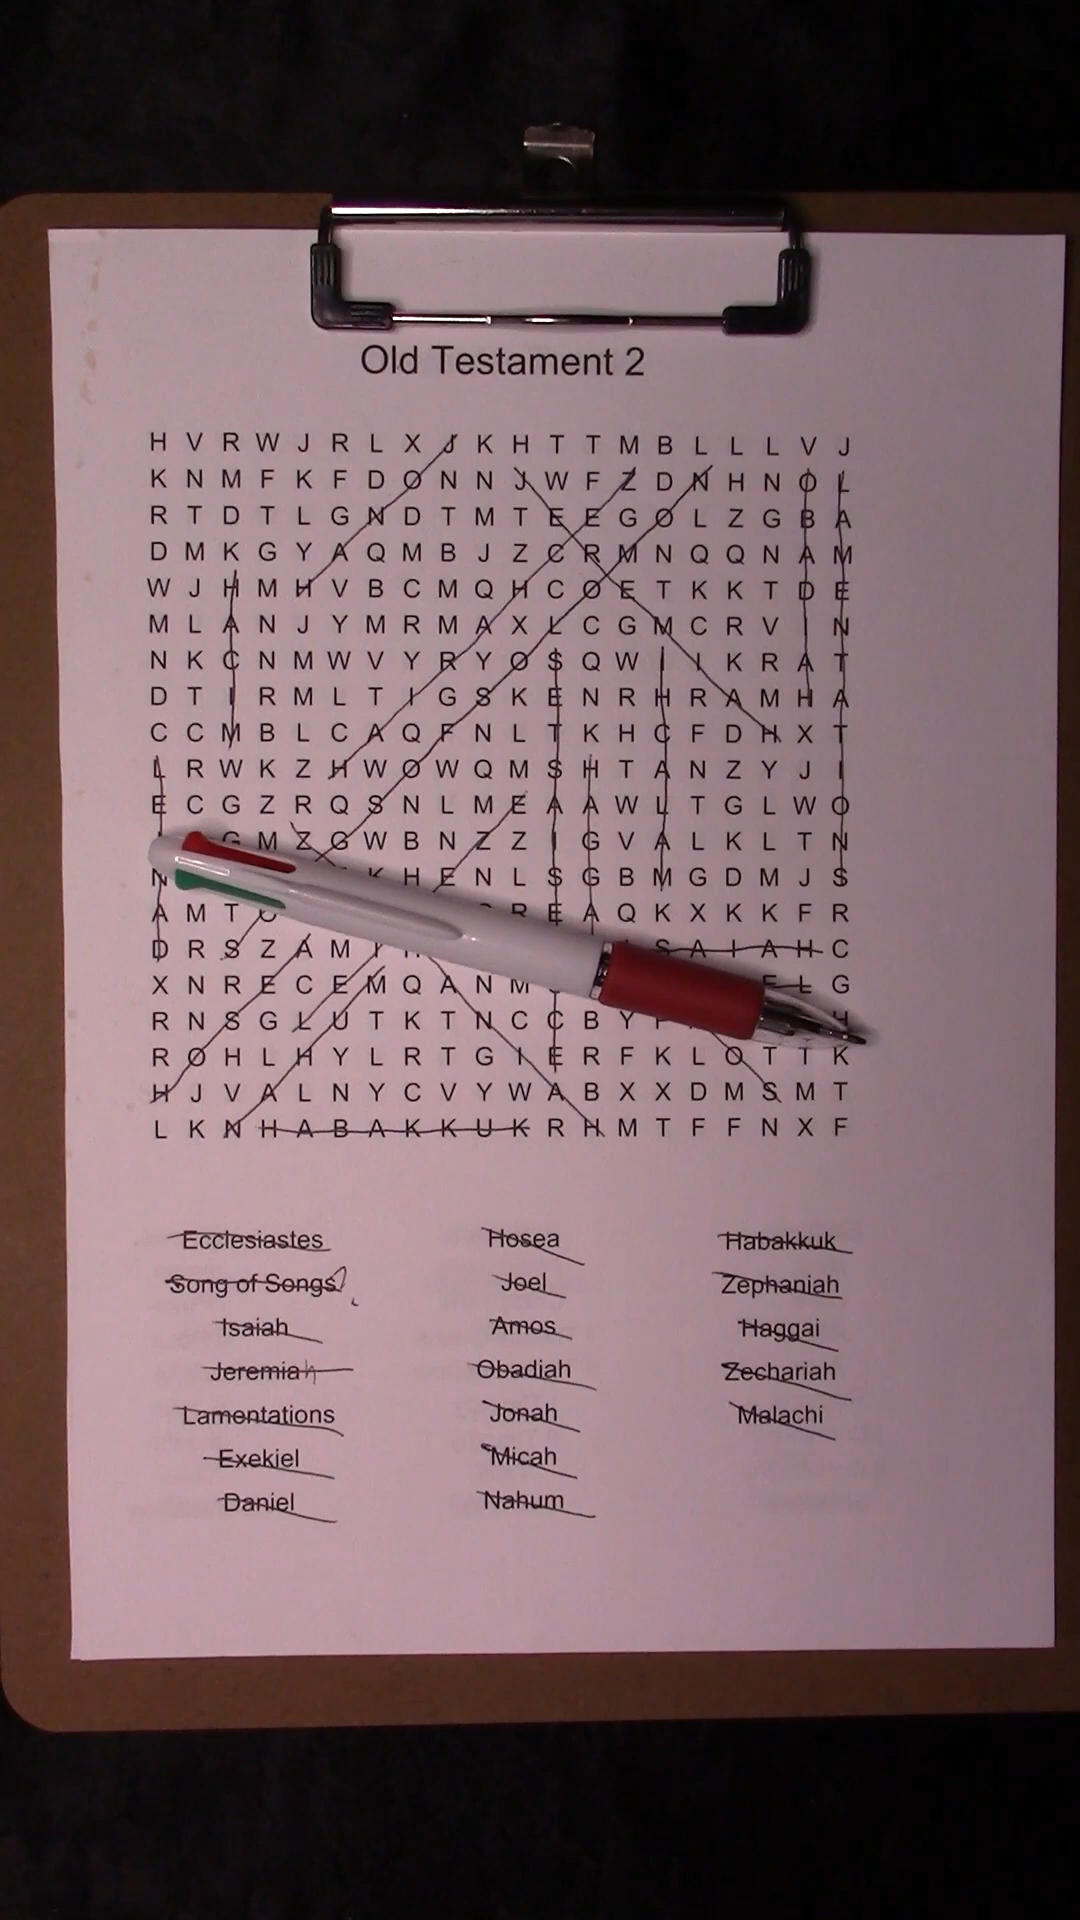 Old Testament 2
H V R W J R L X J K H T T M B L L L V J
K N M F K F D O N N J W F Z D N H N O L
R T D T L G N D T M T E E G O L Z G B A
D M K G Y A Q M B J Z C R M N Q Q N A M
W J H M H V B C M Q H C O E T K K T D E
M L A N J Y M R M A X L C G M C R V I N
N K C N M W V Y R Y O S Q W I I K R A T
D T I R M L T I G S K E N R H R A M H A
C C M B L C A Q F N L T K H C F D H X T
L R W K Z H W O W Q M S H T A N Z Y J I
E C G Z R Q S N L M E A A W L T G L W O
G M Z G W B N Z Z I G V A L K L T N
N K H E N L S G B M G D M J S
A M T O R E A Q K X K K F R
D R S Z A M I S A I A H C
X N R E C E M Q A N M E L G
R N S G L U T K T N C C B Y H
R O H L H Y L R T G I E R F K L O T T K
H J V A L N Y C V Y W A B X X D M S M T
L K N H A B A K K U K R H M T F F N X F
Ecclesiastes Hosea Habakkuk
Song of Songs Joel Zephaniah
Isaiah Amos Haggai
Jeremiah Obadiah Zechariah
Lamentations Jonah Malachi
Exekiel Micah
Daniel Nahum